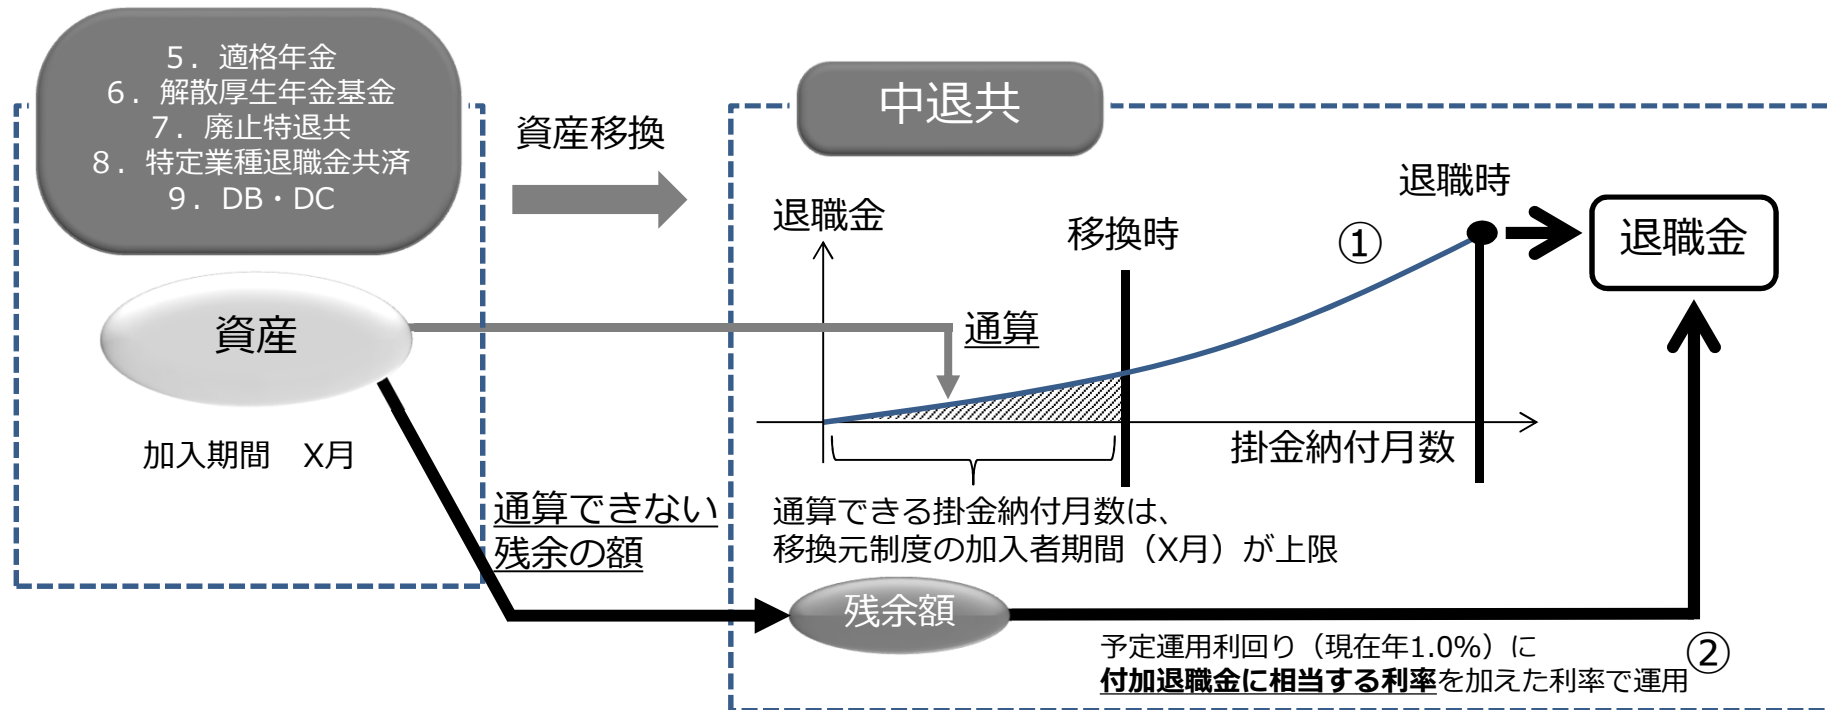 ５．適格年金
６．解散厚生年金基金
７．廃止特退共
８．特定業種退職金共済
９．DB・DC
資産移換
中退共
退職時
退職金
移換時
①
退職金
資産
通算
加入期間　X月
掛金納付月数
通算できない
残余の額
通算できる掛金納付月数は、
移換元制度の加入者期間（X月）が上限
残余額
予定運用利回り（現在年1.0%）に
付加退職金に相当する利率を加えた利率で運用
②